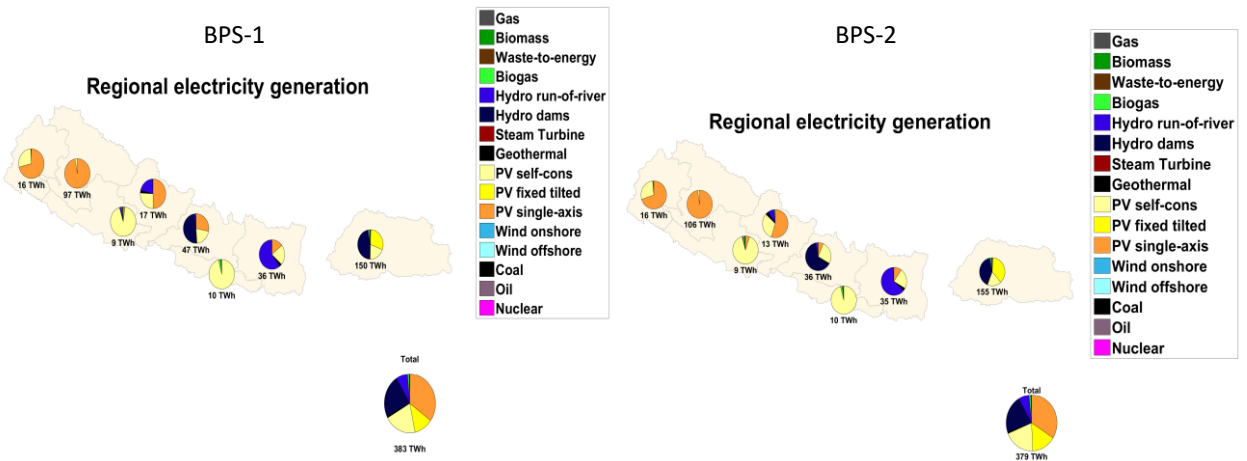 BPS-1
Regional electricity generation
16 TWh
97 TWh
17 TWh
9 TWh
47 TWh
10 TWh
36 TWh
150 TWh
Total
383 TWh
Gas
Biomass
Waste-to-energy
Biogas
Hydro run-of-river
Hydro dams
Steam Turbine
Geothermal
PV self-cons
PV fixed tilted
PV single-axis
Wind onshore
Wind offshore
Coal
Oil
Nuclear
BPS-2
Regional electricity generation
16 TWh
106 TWh
13 TWh
9 TWh
36 TWh
10 TWh
35 TWh
155 TWh
Total
379 TWh
Gas
Biomass
Waste-to-energy
Biogas
Hydro run-of-river
Hydro dams
Steam Turbine
Geothermal
PV self-cons
PV fixed tilted
PV single-axis
Wind onshore
Wind offshore
Coal
Oil
Nuclear